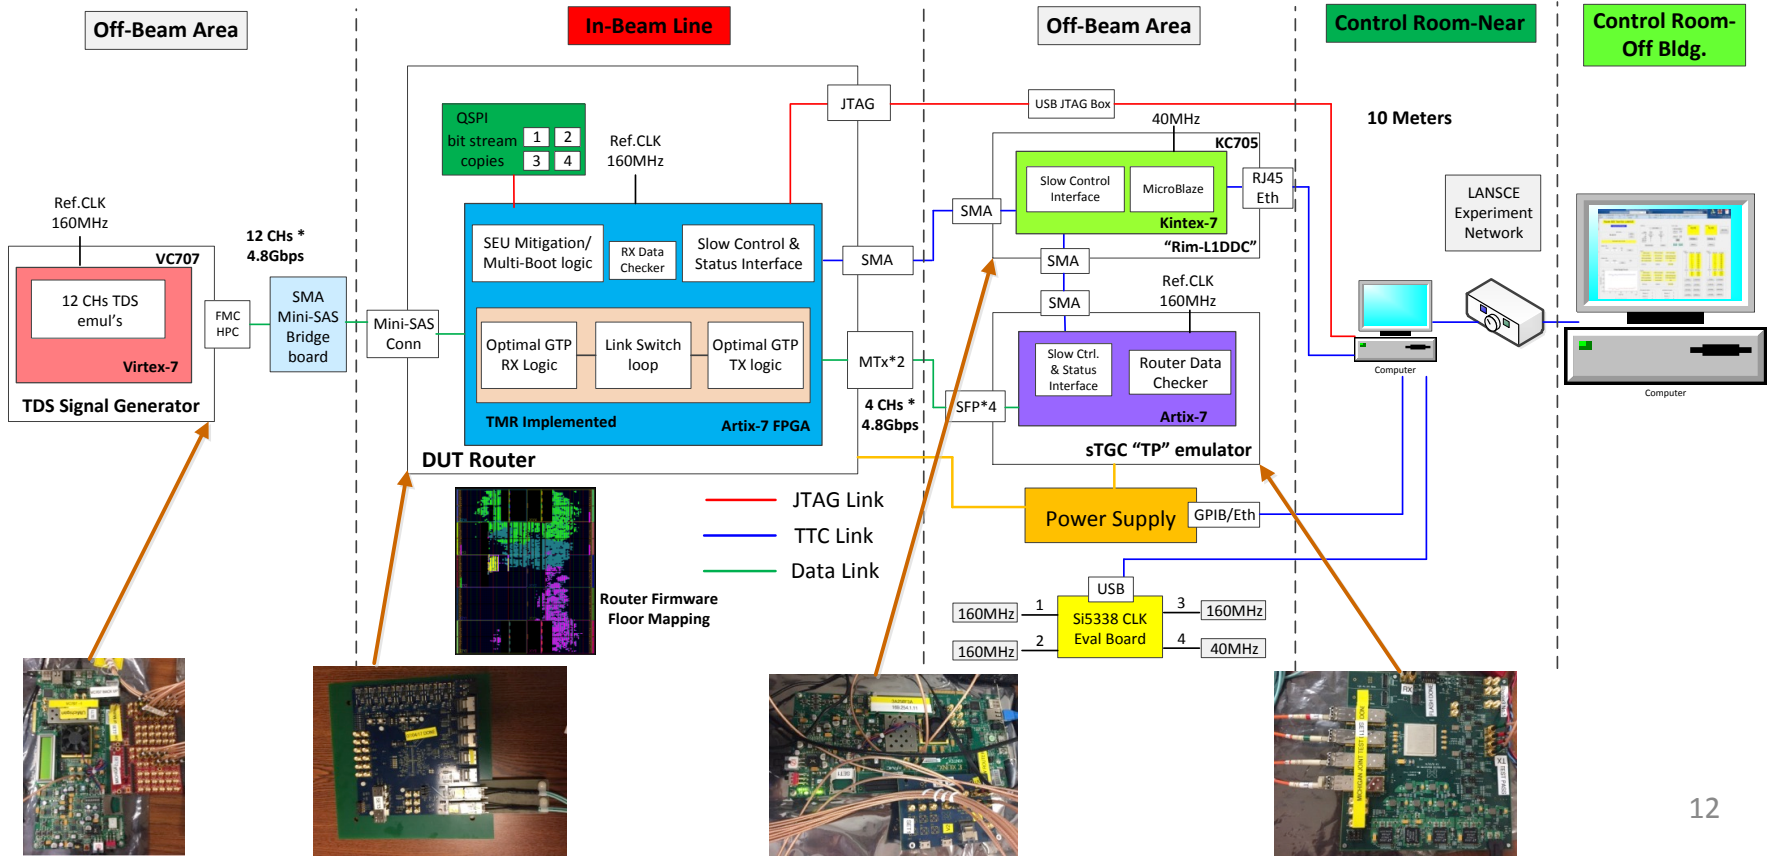 Off-Beam Area
In-Beam Line
Off-Beam Area
Control Room-Near
Control Room-
Off Bldg.
Ref.CLK
160MHz
12 CHs *
4.8Gbps
VC707
12 CHs TDS
emul's
Virtex-7
TDS Signal Generator
FMC
HPC
SMA
Mini-SAS
Bridge
board
Mini-SAS
Conn
QSPI
bit stream
copies
1
2
3
4
Ref.CLK
160MHz
SEU Mitigation/
Multi-Boot logic
RX Data
Checker
Slow Control &
Status Interface
Optimal GTP
RX Logic
Link Switch
loop
Optimal GTP
TX logic
TMR Implemented
Artix-7 FPGA
DUT Router
JTAG
SMA
MTx*2
4 CHs *
4.8Gbps
Router Firmware
Floor Mapping
JTAG Link
TTC Link
Data Link
USB JTAG Box
40MHz
KC705
Slow Control
Interface
MicroBlaze
Kintex-7
"Rim-L1DDC"
SMA
RJ45
Eth
SMA
SMA
Ref.CLK
160MHz
Slow Ctrl.
& Status
Interface
Router Data
Checker
Artix-7
SFP*4
sTGC "TP" emulator
Power Supply
GPIB/Eth
USB
Si5338 CLK
Eval Board
160MHz
1
160MHz
2
3
160MHz
4
40MHz
10 Meters
LANSCE
Experiment
Network
Computer
Computer
12